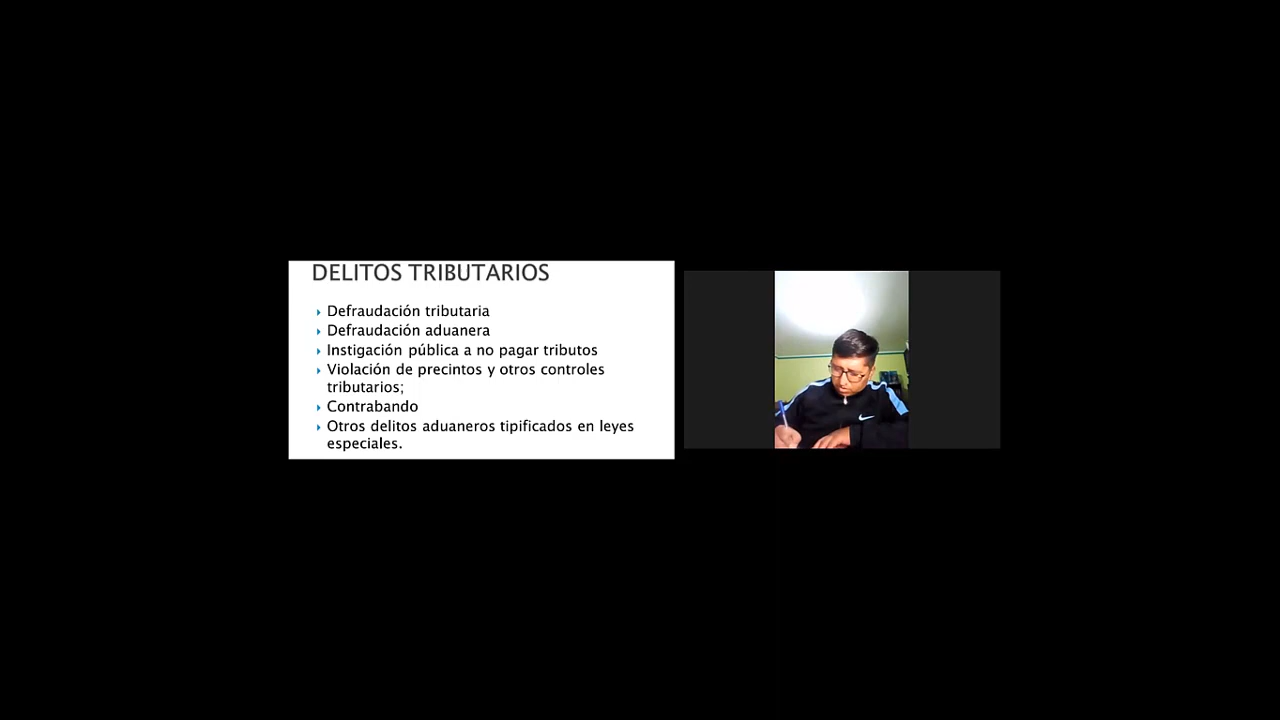 DELITOS TRIBUTARIOS
Defraudación tributaria
Defraudación aduanera
Instigación pública a no pagar tributos
Violación de precintos y otros controles
tributarios;
Contrabando
Otros delitos aduaneros tipificados en leyes
especiales.